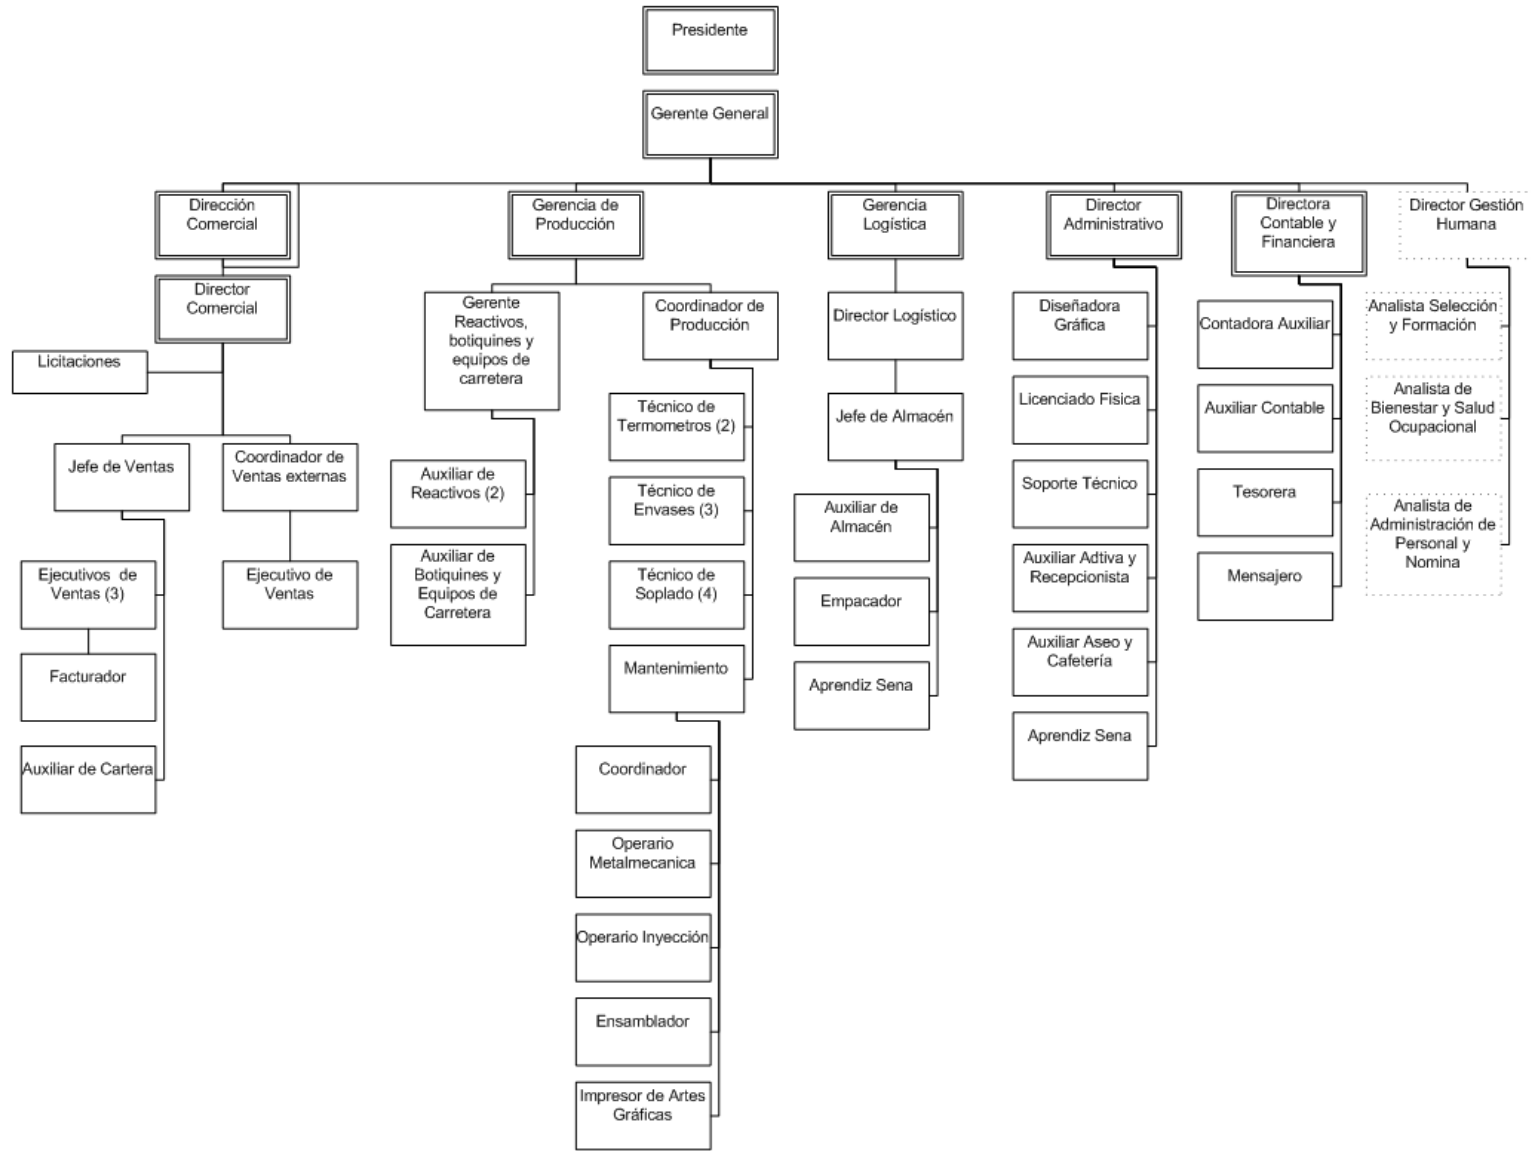 Presidente
Gerente General
Dirección
Comercial
Gerencia de
Producción
Gerencia
Logística
Director
Administrativo
Directora
Contable y
Financiera
Director Gestión
Humana
Director
Comercial
Licitaciones
Jefe de Ventas
Coordinador de
Ventas externas
Ejecutivos de
Ventas (3)
Ejecutivo de
Ventas
Facturador
Auxiliar de Cartera
Gerente
Reactivos,
botiquines y
equipos de
carretera
Auxiliar de
Reactivos (2)
Auxiliar de
Botiquines y
Equipos de
Carretera
Coordinador de
Producción
Técnico de
Termometros (2)
Técnico de
Envases (3)
Técnico de
Soplado (4)
Mantenimiento
Coordinador
Operario
Metalmecanica
Operario Inyección
Ensamblador
Impresor de Artes
Gráficas
Director Logístico
Jefe de Almacén
Auxiliar de
Almacén
Empacador
Aprendiz Sena
Diseñadora
Gráfica
Licenciado Fisica
Soporte Técnico
Auxiliar Adtiva y
Recepcionista
Auxiliar Aseo y
Cafetería
Aprendiz Sena
Contadora Auxiliar
Auxiliar Contable
Tesorera
Mensajero
Analista Selección
y Formación
Analista de
Bienestar y Salud
Ocupacional
Analista de
Administración de
Personal y
Nomina